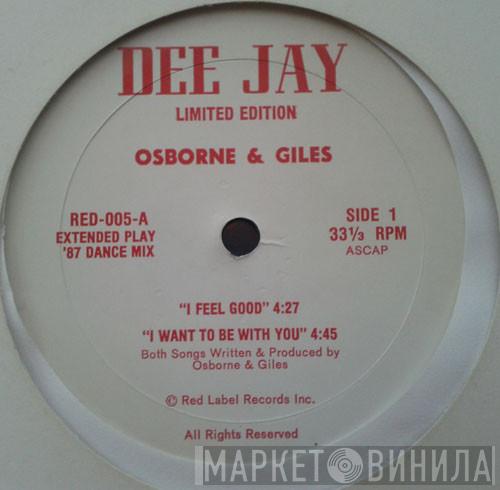 DEE JAY
LIMITED EDITION
OSBORNE & GILES
RED-005-A
EXTENDED PLAY
'87 DANCE MIX
SIDE 1
33⅓ RPM
ASCAP
"I FEEL GOOD" 4:27
"I WANT TO BE WITH YOU" 4:45
Both Songs Written & Produced by
Osborne & Giles
© Red Label Records Inc.
All Rights Reserved
МАРКЕТ ВИНИЛА